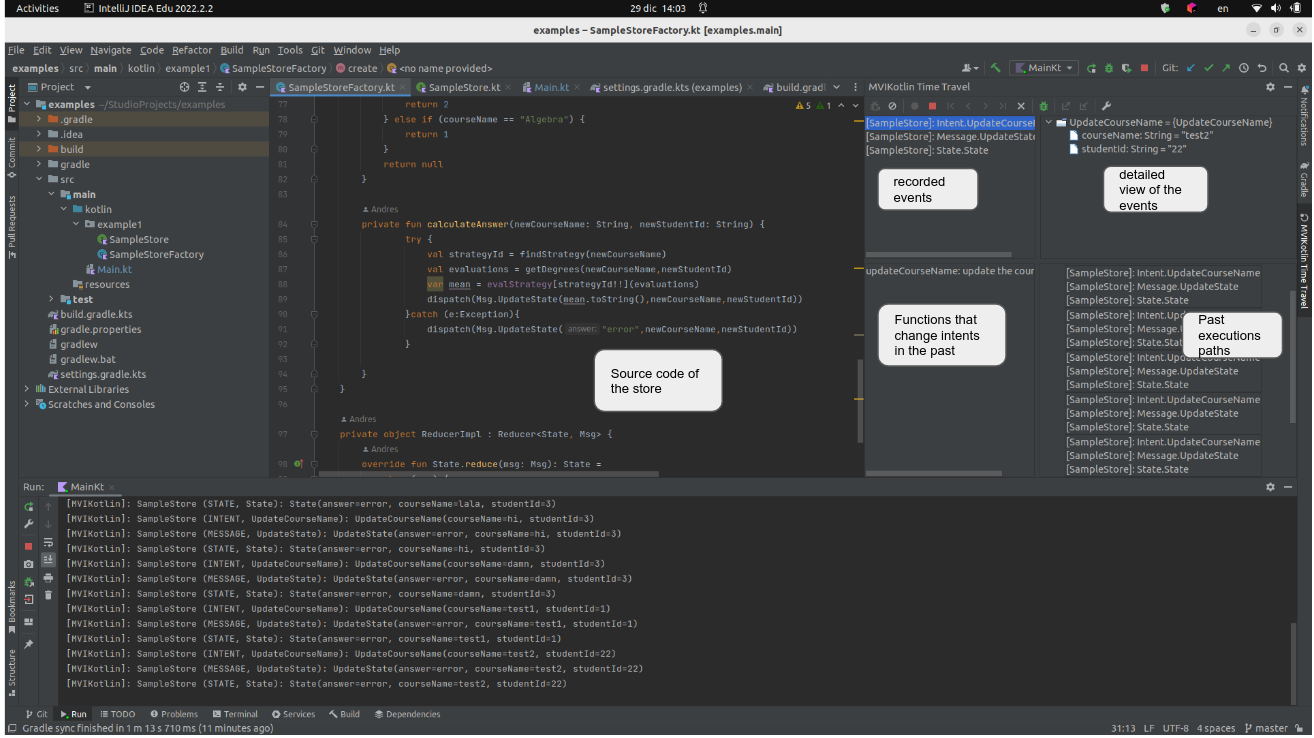 Activities IntelliJ IDEA Edu 2022.2.2 29 dic 14:03 en
examples – SampleStoreFactory.kt [examples.main]
File Edit View Navigate Code Refactor Build Run Tools Git Window Help
examples src main kotlin example1 SampleStoreFactory create <no name provided> MainKt Git:
Project
SampleStoreFactory.kt SampleStore.kt Main.kt settings.gradle.kts (examples) build.gradl
MVIKotlin Time Travel
Project
Commit
Pull Requests
Bookmarks
Structure
examples ~/StudioProjects/examples
.gradle
.idea
build
gradle
src
main
kotlin
example1
SampleStore
SampleStoreFactory
Main.kt
resources
test
build.gradle.kts
gradle.properties
gradlew
gradlew.bat
settings.gradle.kts
External Libraries
Scratches and Consoles
5 1
77 return 2
78 } else if (courseName == "Algebra") {
79 return 1
80 }
81 return null
82 }
83
Andres
84 private fun calculateAnswer(newCourseName: String, newStudentId: String) {
85 try {
86 val strategyId = findStrategy(newCourseName)
87 val evaluations = getDegrees(newCourseName,newStudentId)
88 var mean = evalStrategy[strategyId!!](evaluations)
89 dispatch(Msg.UpdateState(mean.toString(),newCourseName,newStudentId))
90 }catch (e:Exception){
91 dispatch(Msg.UpdateState( answer: "error",newCourseName,newStudentId))
92 }
93
94 }
95 }
96
Andres
97 private object ReducerImpl : Reducer<State, Msg> {
Andres
98 override fun State.reduce(msg: Msg): State =
Source code of
the store
[SampleStore]: Intent.UpdateCourseN
[SampleStore]: Message.UpdateState
[SampleStore]: State.State
recorded
events
UpdateCourseName = {UpdateCourseName}
courseName: String = "test2"
studentId: String = "22"
detailed
view of the
events
updateCourseName: update the cour
Functions that
change intents
in the past
[SampleStore]: Intent.UpdateCourseName
[SampleStore]: Message.UpdateState
[SampleStore]: State.State
[SampleStore]: Intent.Upd
[SampleStore]: Message.U
[SampleStore]: State.Stat
[SampleStore]: Intent.UpdateCourseName
[SampleStore]: Message.UpdateState
[SampleStore]: State.State
[SampleStore]: Intent.UpdateCourseName
[SampleStore]: Message.UpdateState
[SampleStore]: State.State
[SampleStore]: Intent.UpdateCourseName
[SampleStore]: Message.UpdateState
[SampleStore]: State.State
Past
executions
paths
Notifications
Gradle
MVIKotlin Time Travel
Run: MainKt
[MVIKotlin]: SampleStore (STATE, State): State(answer=error, courseName=lala, studentId=3)
[MVIKotlin]: SampleStore (INTENT, UpdateCourseName): UpdateCourseName(courseName=hi, studentId=3)
[MVIKotlin]: SampleStore (MESSAGE, UpdateState): UpdateState(answer=error, courseName=hi, studentId=3)
[MVIKotlin]: SampleStore (STATE, State): State(answer=error, courseName=hi, studentId=3)
[MVIKotlin]: SampleStore (INTENT, UpdateCourseName): UpdateCourseName(courseName=damn, studentId=3)
[MVIKotlin]: SampleStore (MESSAGE, UpdateState): UpdateState(answer=error, courseName=damn, studentId=3)
[MVIKotlin]: SampleStore (STATE, State): State(answer=error, courseName=damn, studentId=3)
[MVIKotlin]: SampleStore (INTENT, UpdateCourseName): UpdateCourseName(courseName=test1, studentId=1)
[MVIKotlin]: SampleStore (MESSAGE, UpdateState): UpdateState(answer=error, courseName=test1, studentId=1)
[MVIKotlin]: SampleStore (STATE, State): State(answer=error, courseName=test1, studentId=1)
[MVIKotlin]: SampleStore (INTENT, UpdateCourseName): UpdateCourseName(courseName=test2, studentId=22)
[MVIKotlin]: SampleStore (MESSAGE, UpdateState): UpdateState(answer=error, courseName=test2, studentId=22)
[MVIKotlin]: SampleStore (STATE, State): State(answer=error, courseName=test2, studentId=22)
Git Run TODO Problems Terminal Services Build Dependencies
Gradle sync finished in 1 m 13 s 710 ms (11 minutes ago) 31:13 LF UTF-8 4 spaces master